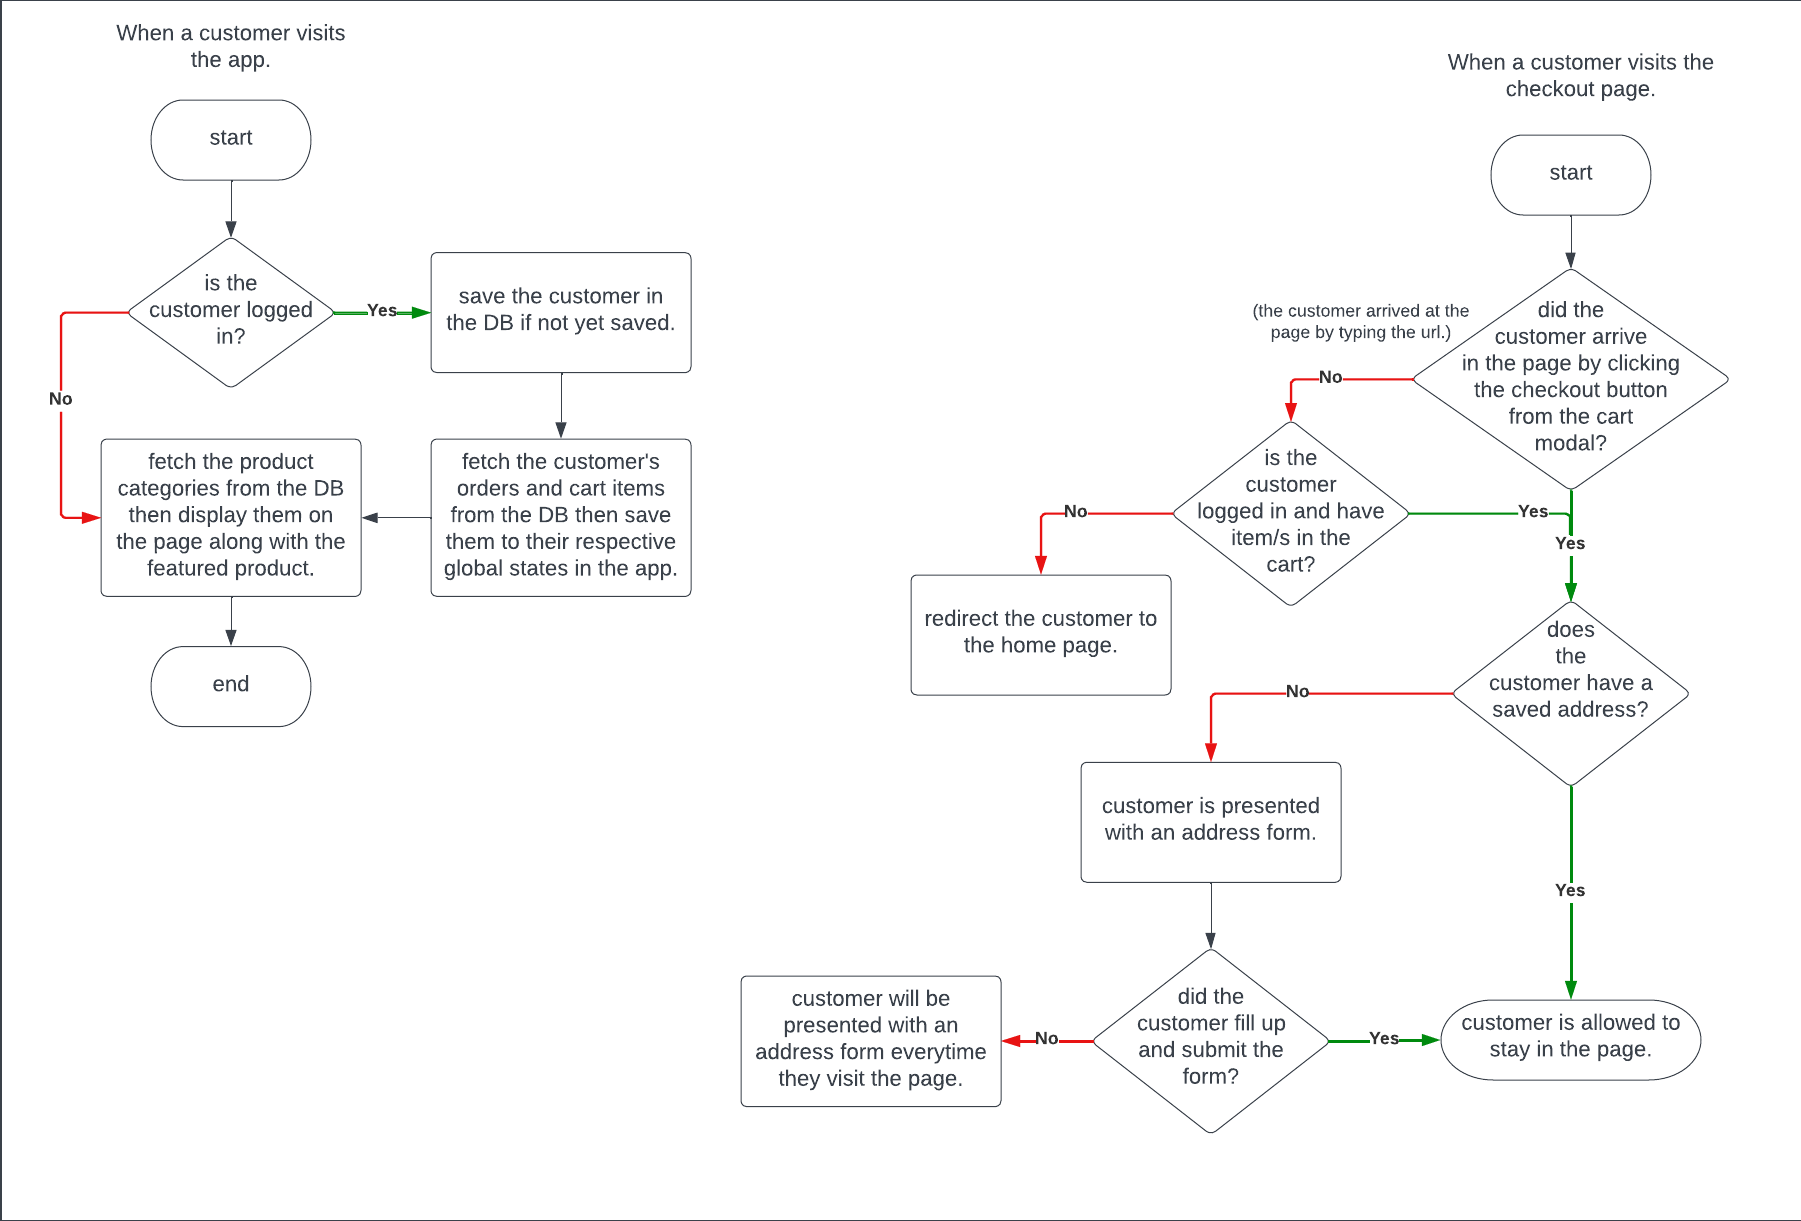 When a customer visits
the app.
start
is the
customer logged
in?
Yes
No
save the customer in
the DB if not yet saved.
fetch the customer's
orders and cart items
from the DB then save
them to their respective
global states in the app.
fetch the product
categories from the DB
then display them on
the page along with the
featured product.
end
When a customer visits the
checkout page.
start
did the
customer arrive
in the page by clicking
the checkout button
from the cart
modal?
(the customer arrived at the
page by typing the url.)
No
Yes
is the
customer
logged in and have
item/s in the
cart?
No
Yes
redirect the customer to
the home page.
does
the
customer have a
saved address?
No
Yes
customer is presented
with an address form.
did the
customer fill up
and submit the
form?
No
Yes
customer will be
presented with an
address form everytime
they visit the page.
customer is allowed to
stay in the page.